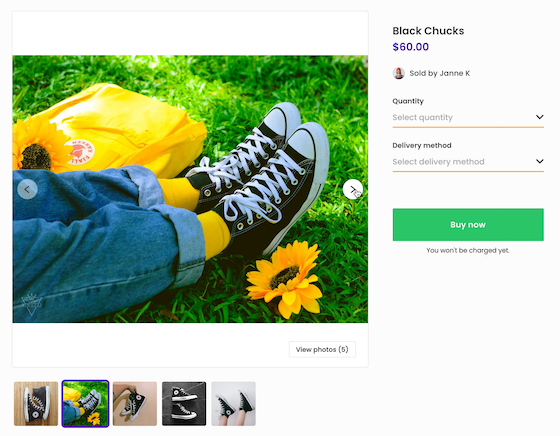 Black Chucks
$60.00
Sold by Janne K
Quantity
Select quantity
Delivery method
Select delivery method
Buy now
You won't be charged yet.
View photos (5)